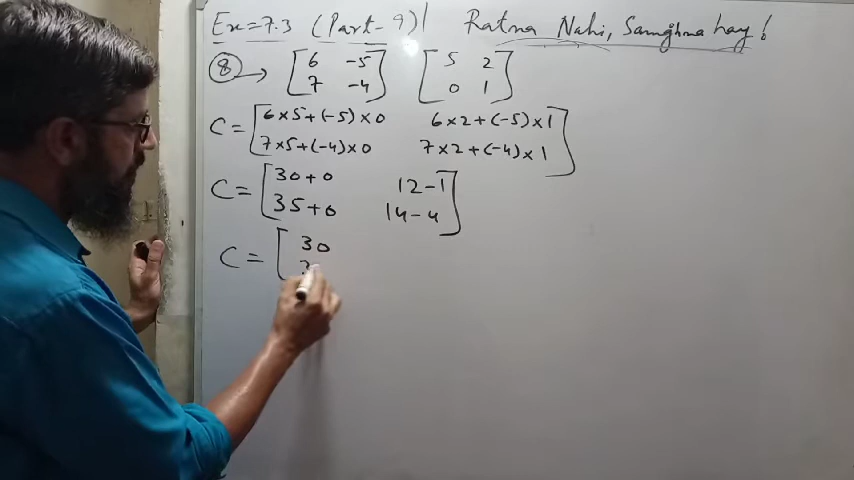 Ex=7.3 (Part-9)! Ratna Nahi, Samghna hay!
⑧→ [6 -5 7 -4] [5 2 0 1]
C = [6×5+(-5)×0 6×2+(-5)×1
7×5+(-4)×0 7×2+(-4)×1]
C = [30+0 12-1
35+0 14-4]
C = [30